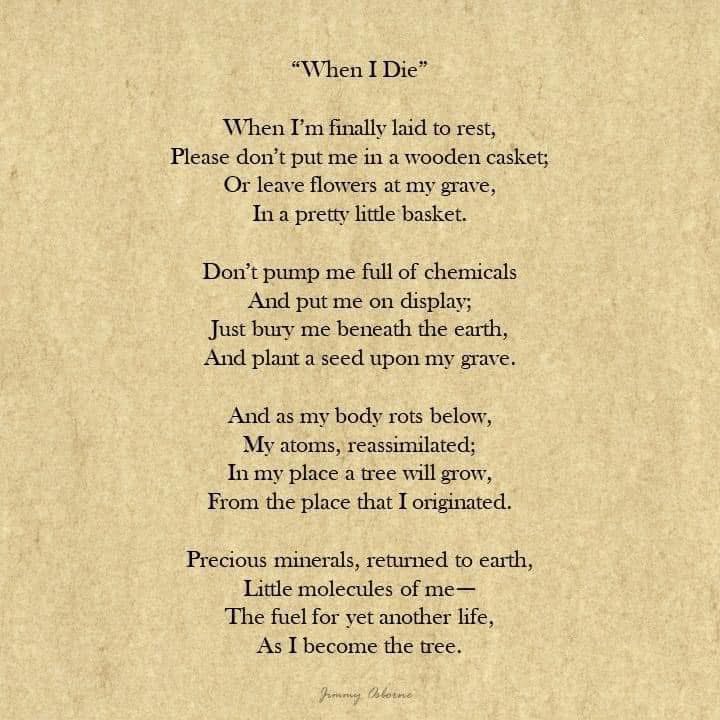 “When I Die”
When I’m finally laid to rest,
Please don’t put me in a wooden casket;
Or leave flowers at my grave,
In a pretty little basket.
Don’t pump me full of chemicals
And put me on display;
Just bury me beneath the earth,
And plant a seed upon my grave.
And as my body rots below,
My atoms, reassimilated;
In my place a tree will grow,
From the place that I originated.
Precious minerals, returned to earth,
Little molecules of me—
The fuel for yet another life,
As I become the tree.
Jimmy Osborne